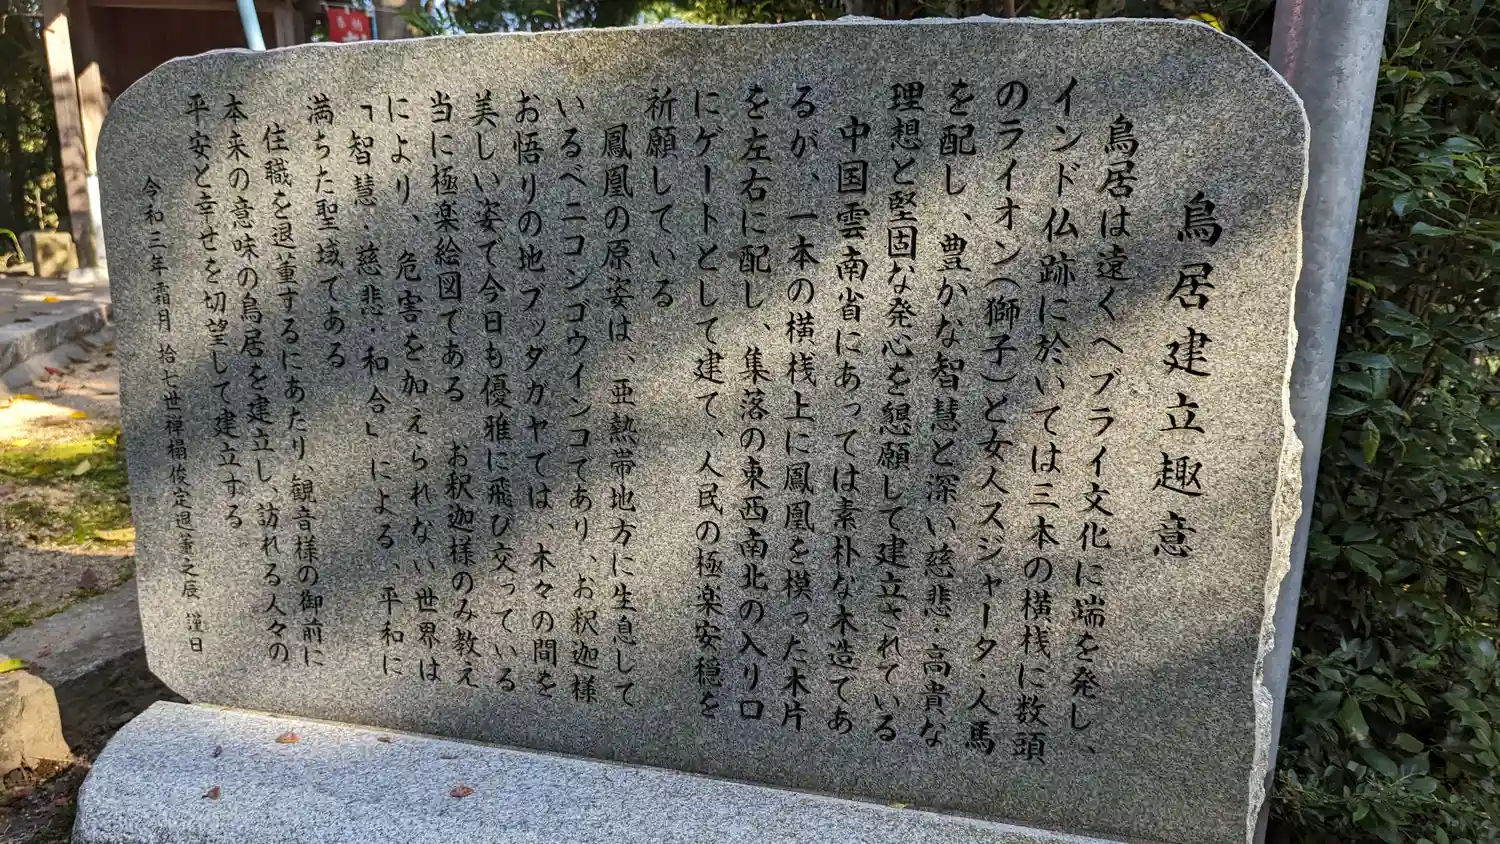 鳥居建立趣意
鳥居は遠くヘブライ文化に端を発し、
インド仏跡に於いては三本の横桟に数頭
のライオン(獅子)と女人スジャータ・人馬
を配し、豊かな智慧と深い慈悲・高貴な
理想と堅固な発心を懇願して建立されている
中国雲南省にあっては素朴な木造であ
るが、一本の横桟上に鳳凰を模った木片
を左右に配し、集落の東西南北の入り口
にゲートとして建て、人民の極楽安穏を
祈願している
鳳凰の原姿は、亜熱帯地方に生息して
いるベニコンゴウインコであり、お釈迦様
お悟りの地ブッダガヤでは、木々の間を
美しい姿で今日も優雅に飛び交っている
当に極楽絵図である　お釈迦様のみ教え
により、危害を加えられない世界は
「智慧・慈悲・和合」による、平和に
満ちた聖域である
住職を退董するにあたり、観音様の御前に
本来の意味の鳥居を建立し、訪れる人々の
平安と幸せを切望して建立する
令和三年霜月 拾七世禅榻俊定退董之辰 謹日